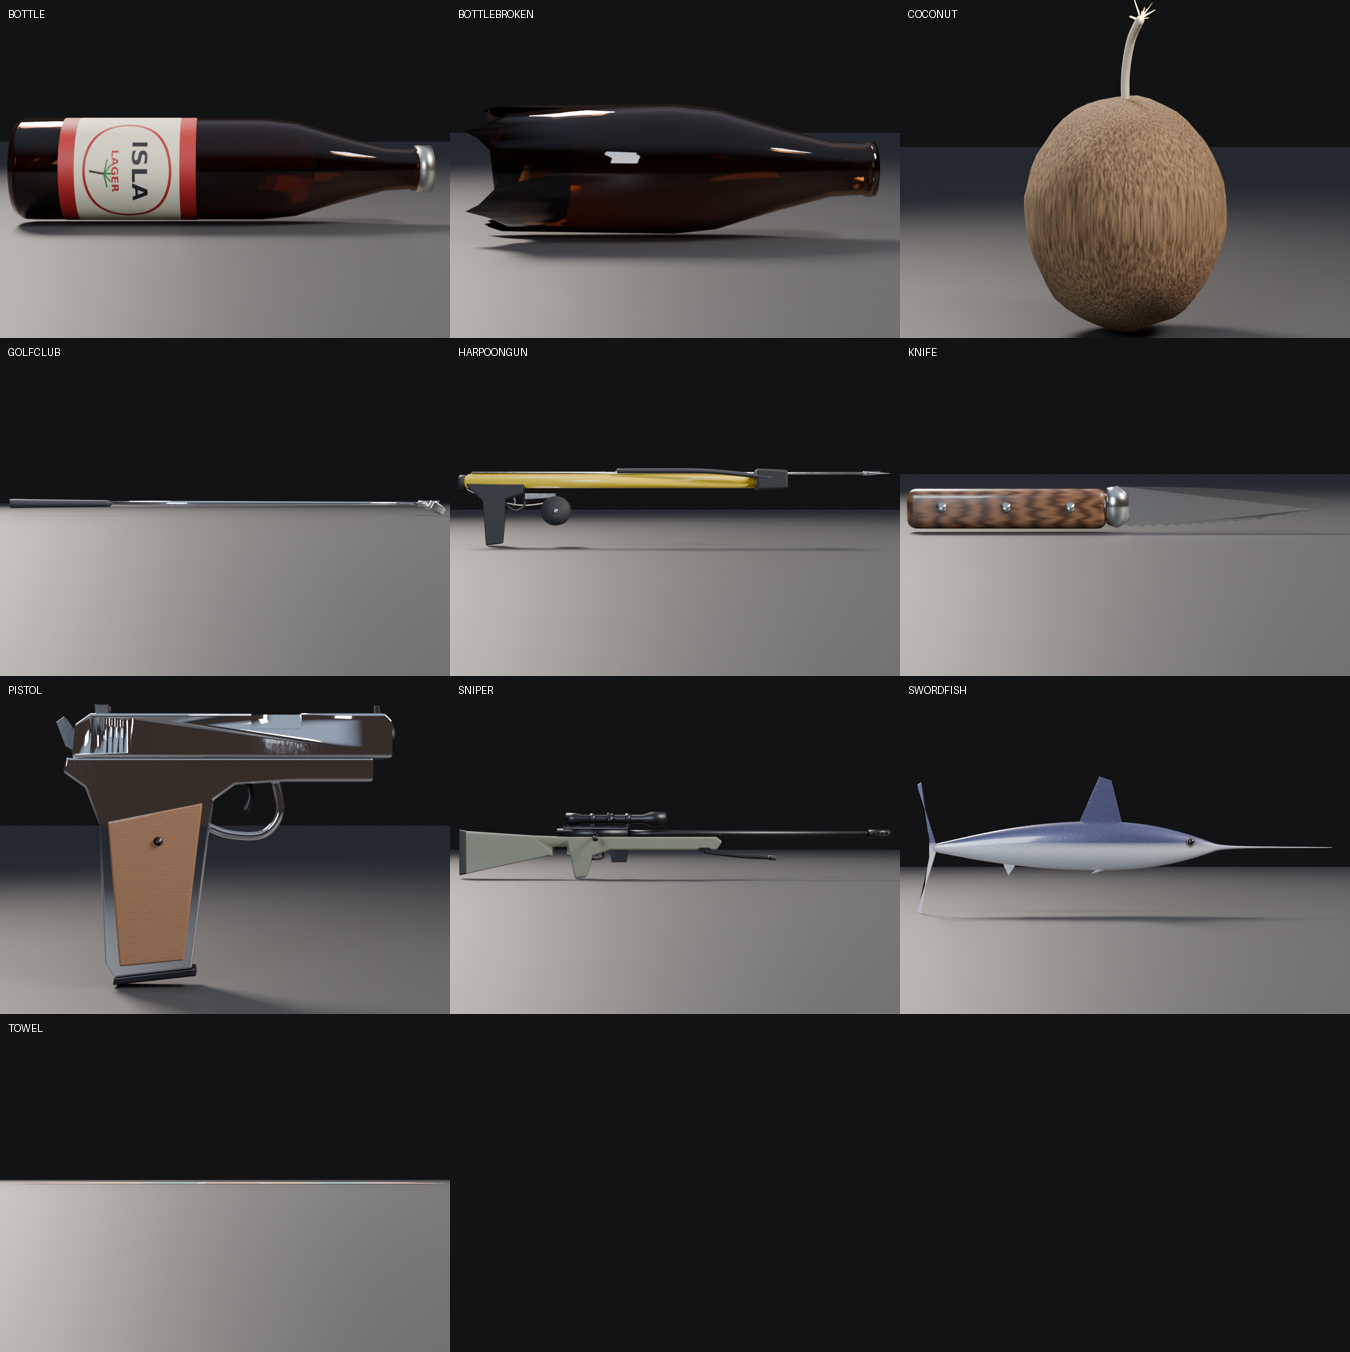 BOTTLE
BOTTLEBROKEN
COCONUT
ISLA
LAGER
GOLFCLUB
HARPOONGUN
KNIFE
PISTOL
SNIPER
SWORDFISH
TOWEL